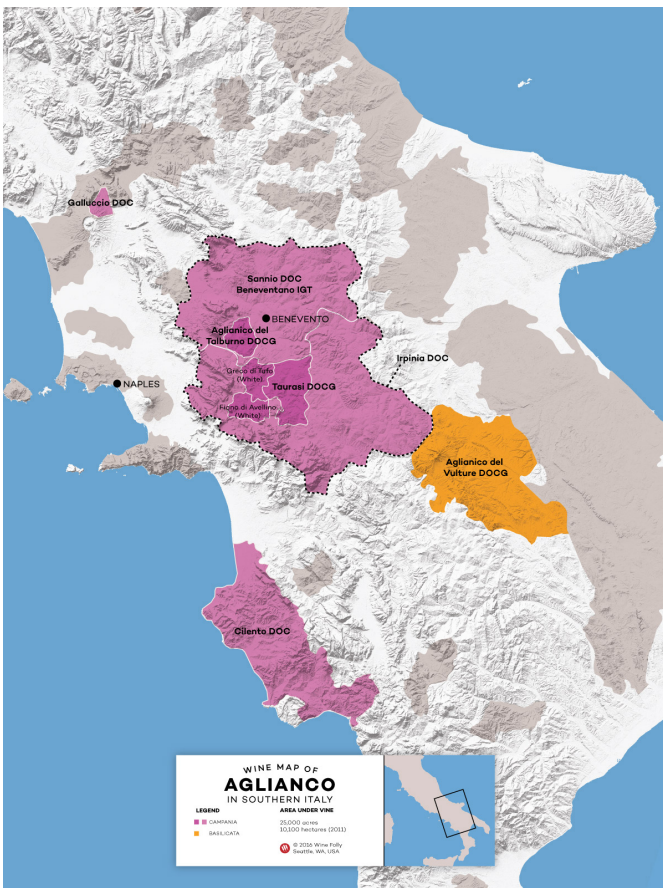 Galluccio DOC
Sannio DOC
Beneventano IGT
BENEVENTO
Aglianico del
Talburno DOCG
Irpinia DOC
Greco di Tufo
(White)
Taurasi DOCG
NAPLES
Fiano di Avellino
(White)
Aglianico del
Vulture DOCG
Cilento DOC
WINE MAP OF
AGLIANCO
IN SOUTHERN ITALY
LEGEND
CAMPANIA
BASILICATA
AREA UNDER VINE
25,000 acres
10,100 hectares (2011)
© 2016 Wine Folly
Seattle, WA, USA